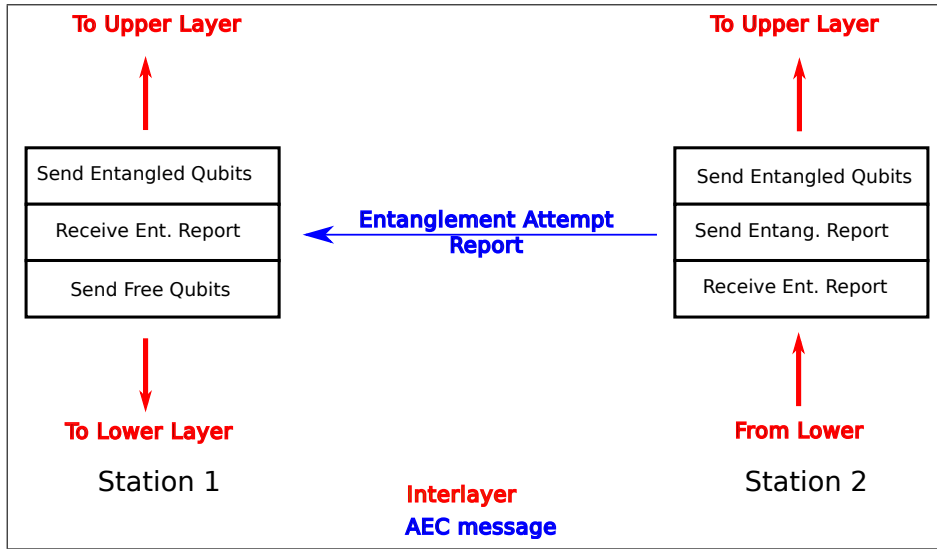 To Upper Layer
To Upper Layer
Send Entangled Qubits
Receive Ent. Report
Send Free Qubits
Entanglement Attempt
Report
Send Entangled Qubits
Send Entang. Report
Receive Ent. Report
To Lower Layer
From Lower
Station 1
Station 2
Interlayer
AEC message